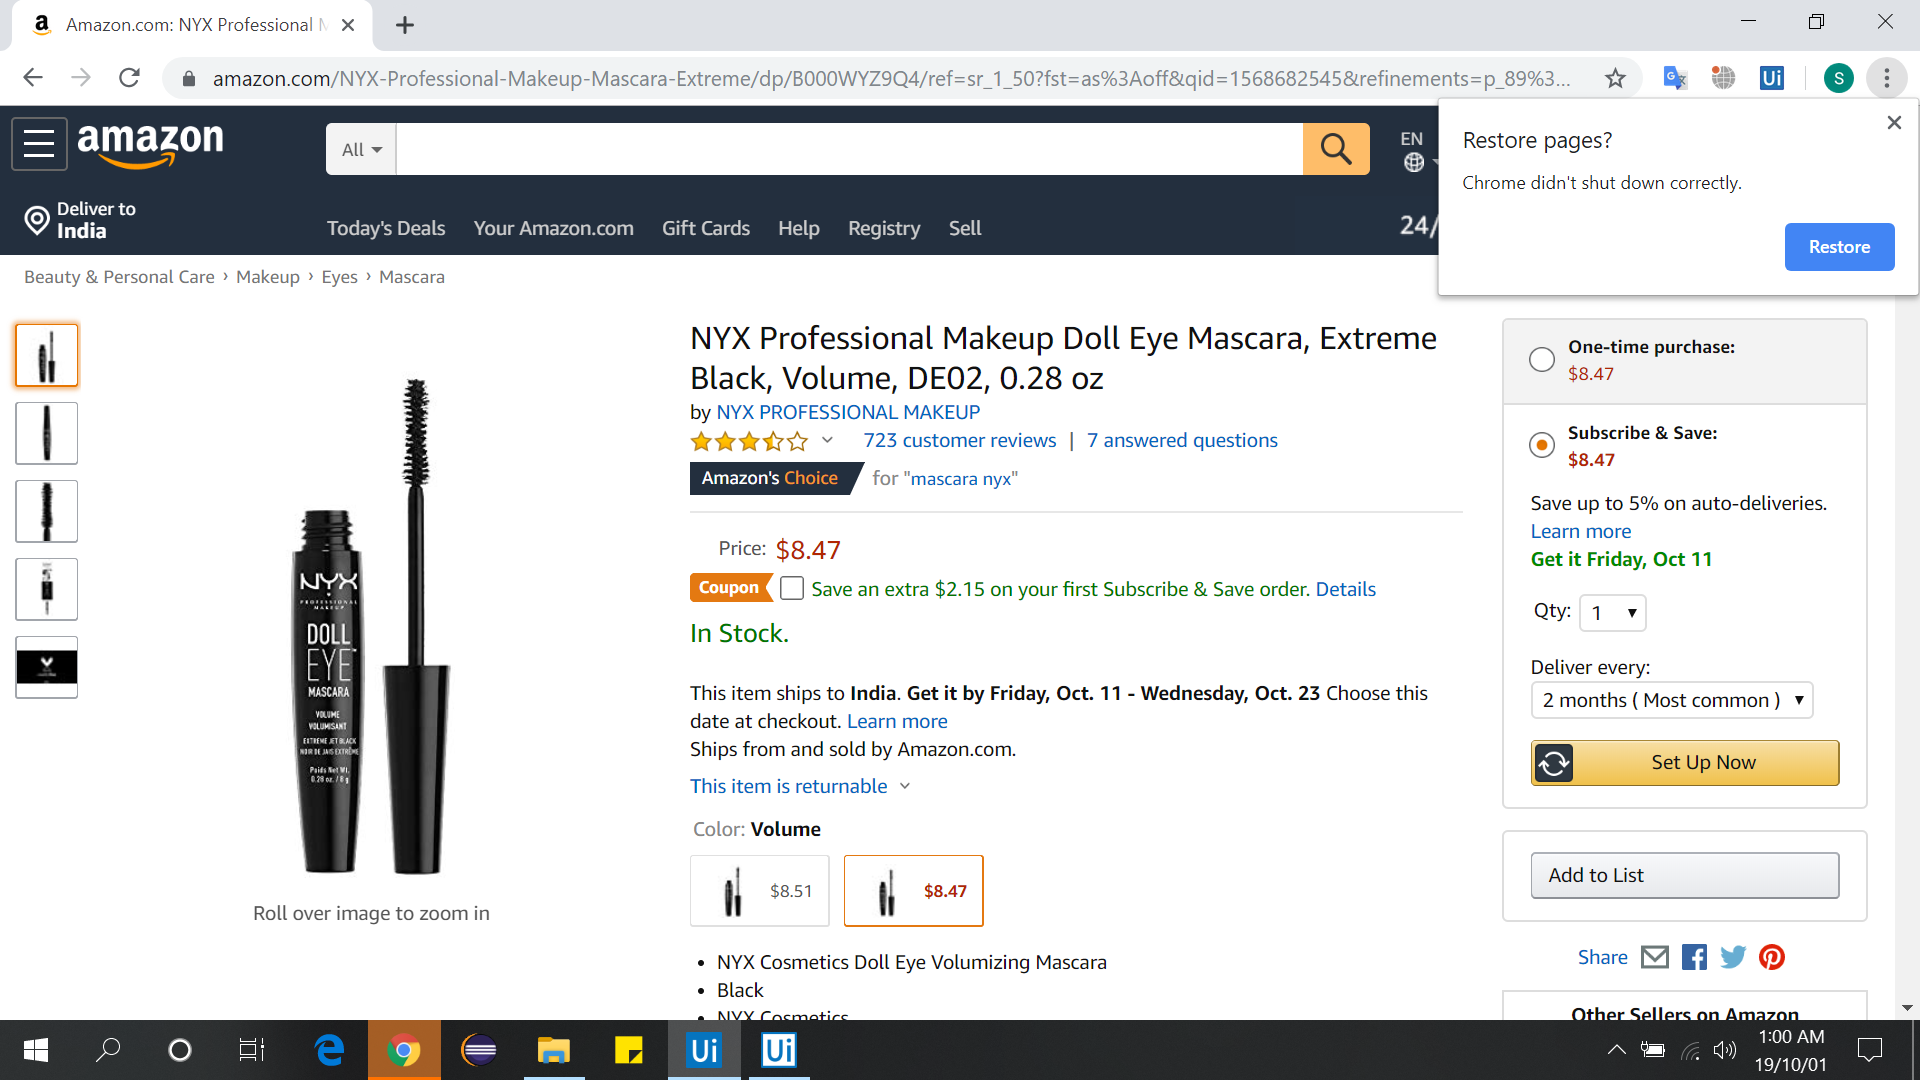 Amazon.com: NYX Professional M
amazon.com/NYX-Professional-Makeup-Mascara-Extreme/dp/B000WYZ9Q4/ref=sr_1_50?fst=as%3Aoff&qid=1568682545&refinements=p_89%3...
Ui
S
Restore pages?
Chrome didn't shut down correctly.
Restore
amazon
All
EN
Deliver to
India
Today's Deals
Your Amazon.com
Gift Cards
Help
Registry
Sell
24/
Beauty & Personal Care › Makeup › Eyes › Mascara
NYX Professional Makeup Doll Eye Mascara, Extreme
Black, Volume, DE02, 0.28 oz
by NYX PROFESSIONAL MAKEUP
723 customer reviews | 7 answered questions
Amazon's Choice for "mascara nyx"
Price: $8.47
Coupon Save an extra $2.15 on your first Subscribe & Save order. Details
In Stock.
This item ships to India. Get it by Friday, Oct. 11 - Wednesday, Oct. 23 Choose this
date at checkout. Learn more
Ships from and sold by Amazon.com.
This item is returnable
Color: Volume
$8.51
$8.47
• NYX Cosmetics Doll Eye Volumizing Mascara
• Black
• NYX Cosmetics
NYX
PROFESSIONAL
MAKEUP
DOLL
EYE™
MASCARA
VOLUME
VOLUMISANT
EXTREME JET BLACK
NOIR DE JAIS EXTRÊME
Poids Net Wt.
0.28 oz. / 8 g
Roll over image to zoom in
One-time purchase:
$8.47
Subscribe & Save:
$8.47
Save up to 5% on auto-deliveries.
Learn more
Get it Friday, Oct 11
Qty: 1
Deliver every:
2 months ( Most common )
Set Up Now
Add to List
Share
Other Sellers on Amazon
Ui
Ui
1:00 AM
19/10/01